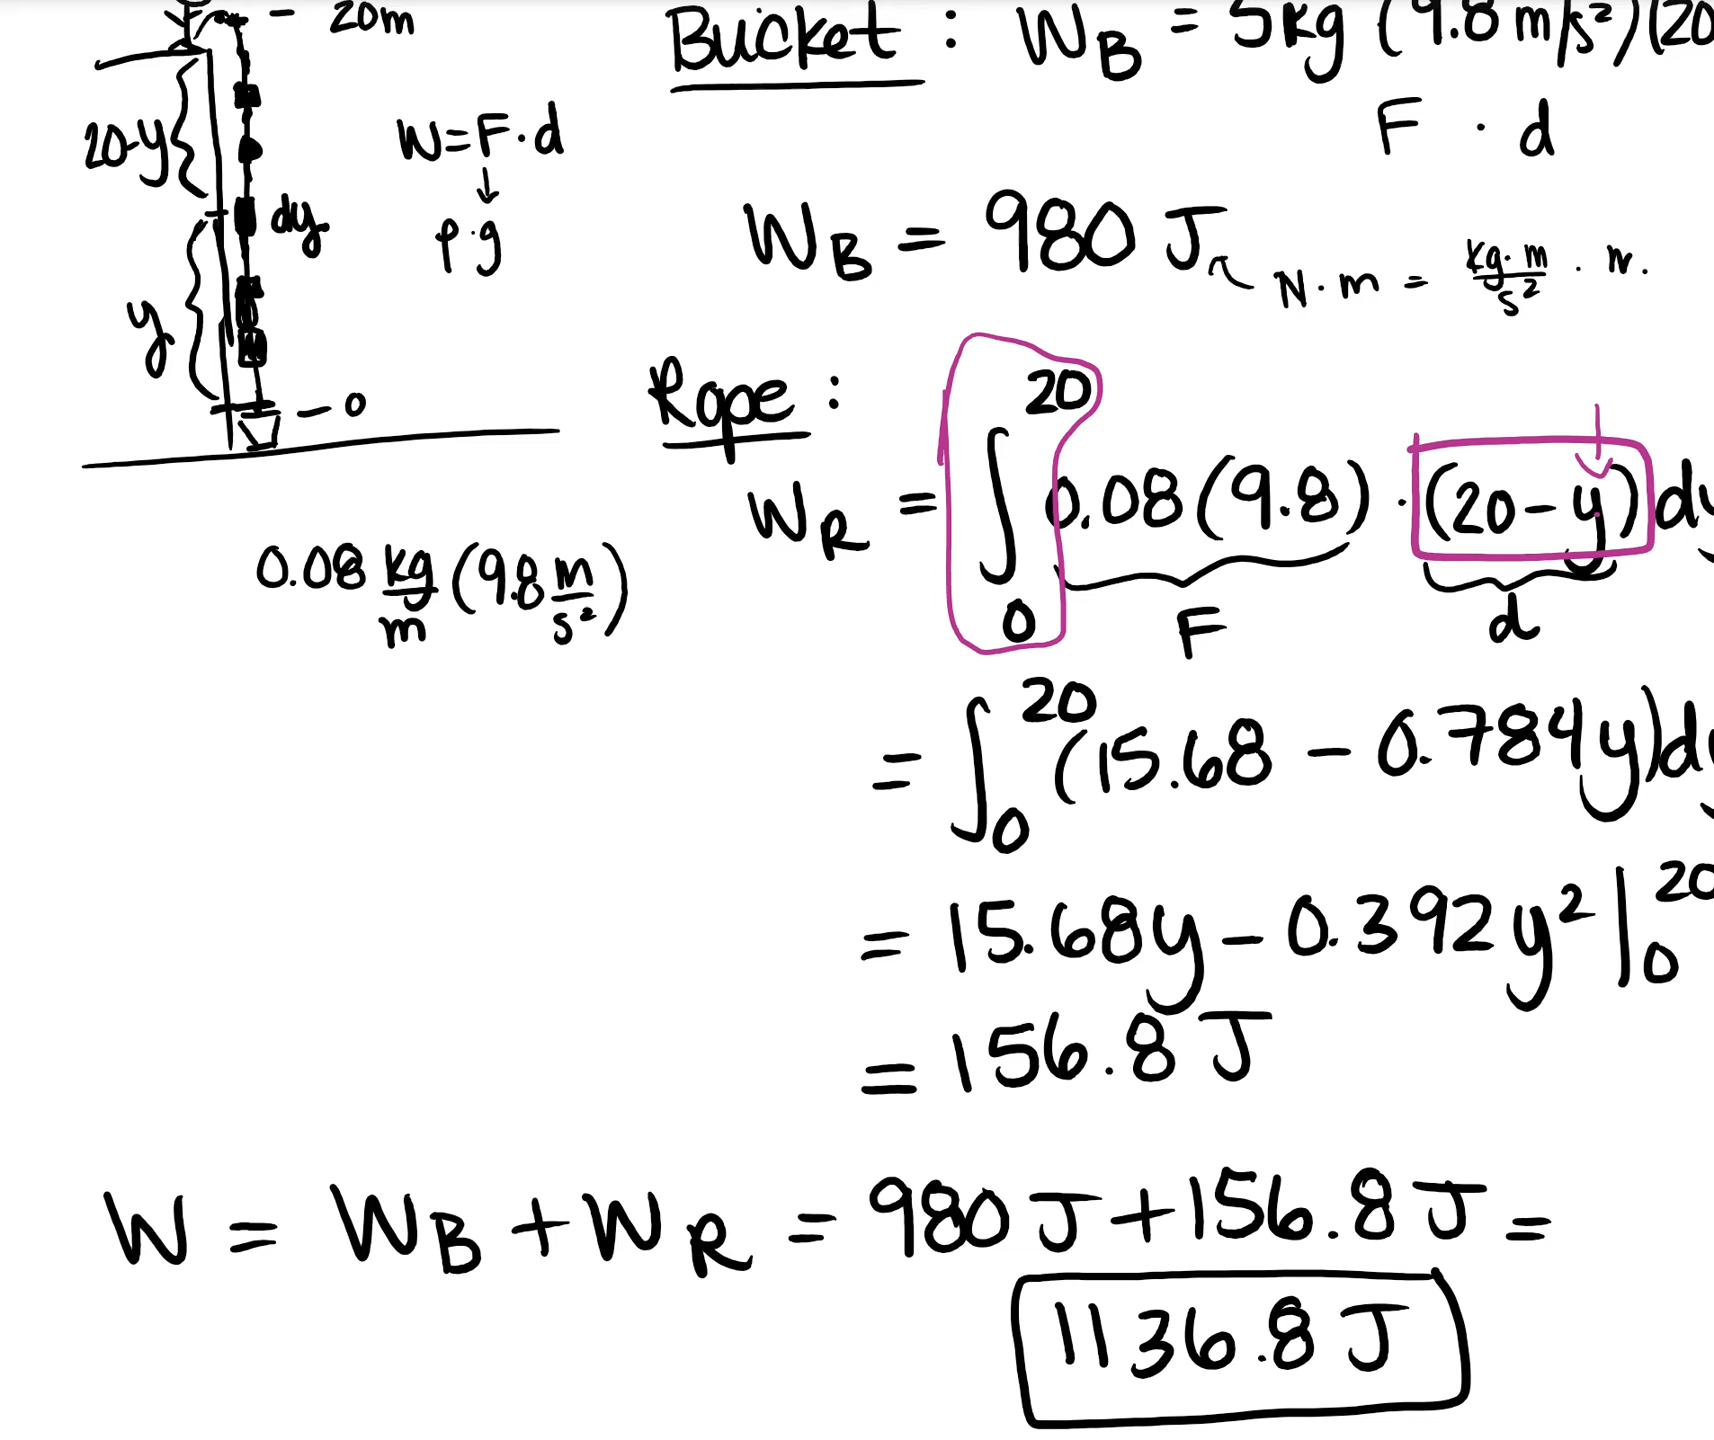 — 20m
20-y
W=F·d
↓
ρ·g
dy
y
— 0
0.08 kg/m (9.8 m/s²)
Bucket : W_B = 5kg (9.8 m/s²)(20
F · d
W_B = 980 J
N·m = kg·m/s² · m.
Rope :
W_R = ∫₀²⁰ 0.08(9.8) · (20-y) dy
F d
= ∫₀²⁰ (15.68 - 0.784y)dy
= 15.68y - 0.392y² |₀²⁰
= 156.8 J
W = W_B + W_R = 980 J + 156.8 J =
1136.8 J